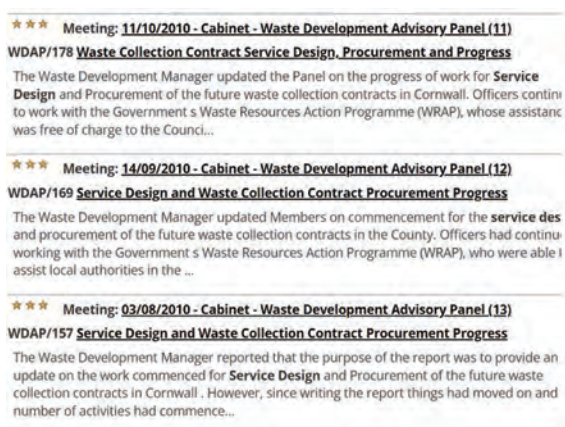 Meeting: 11/10/2010 - Cabinet - Waste Development Advisory Panel (11)
WDAP/178 Waste Collection Contract Service Design, Procurement and Progress
The Waste Development Manager updated the Panel on the progress of work for Service
Design and Procurement of the future waste collection contracts in Cornwall. Officers contin
to work with the Government s Waste Resources Action Programme (WRAP), whose assistanc
was free of charge to the Counci...
Meeting: 14/09/2010 - Cabinet - Waste Development Advisory Panel (12)
WDAP/169 Service Design and Waste Collection Contract Procurement Progress
The Waste Development Manager updated Members on commencement for the service des
and procurement of the future waste collection contracts in the County. Officers had continu
working with the Government s Waste Resources Action Programme (WRAP), who were able
assist local authorities in the ...
Meeting: 03/08/2010 - Cabinet - Waste Development Advisory Panel (13)
WDAP/157 Service Design and Waste Collection Contract Procurement Progress
The Waste Development Manager reported that the purpose of the report was to provide an
update on the work commenced for Service Design and Procurement of the future waste
collection contracts in Cornwall . However, since writing the report things had moved on and
number of activities had commence...